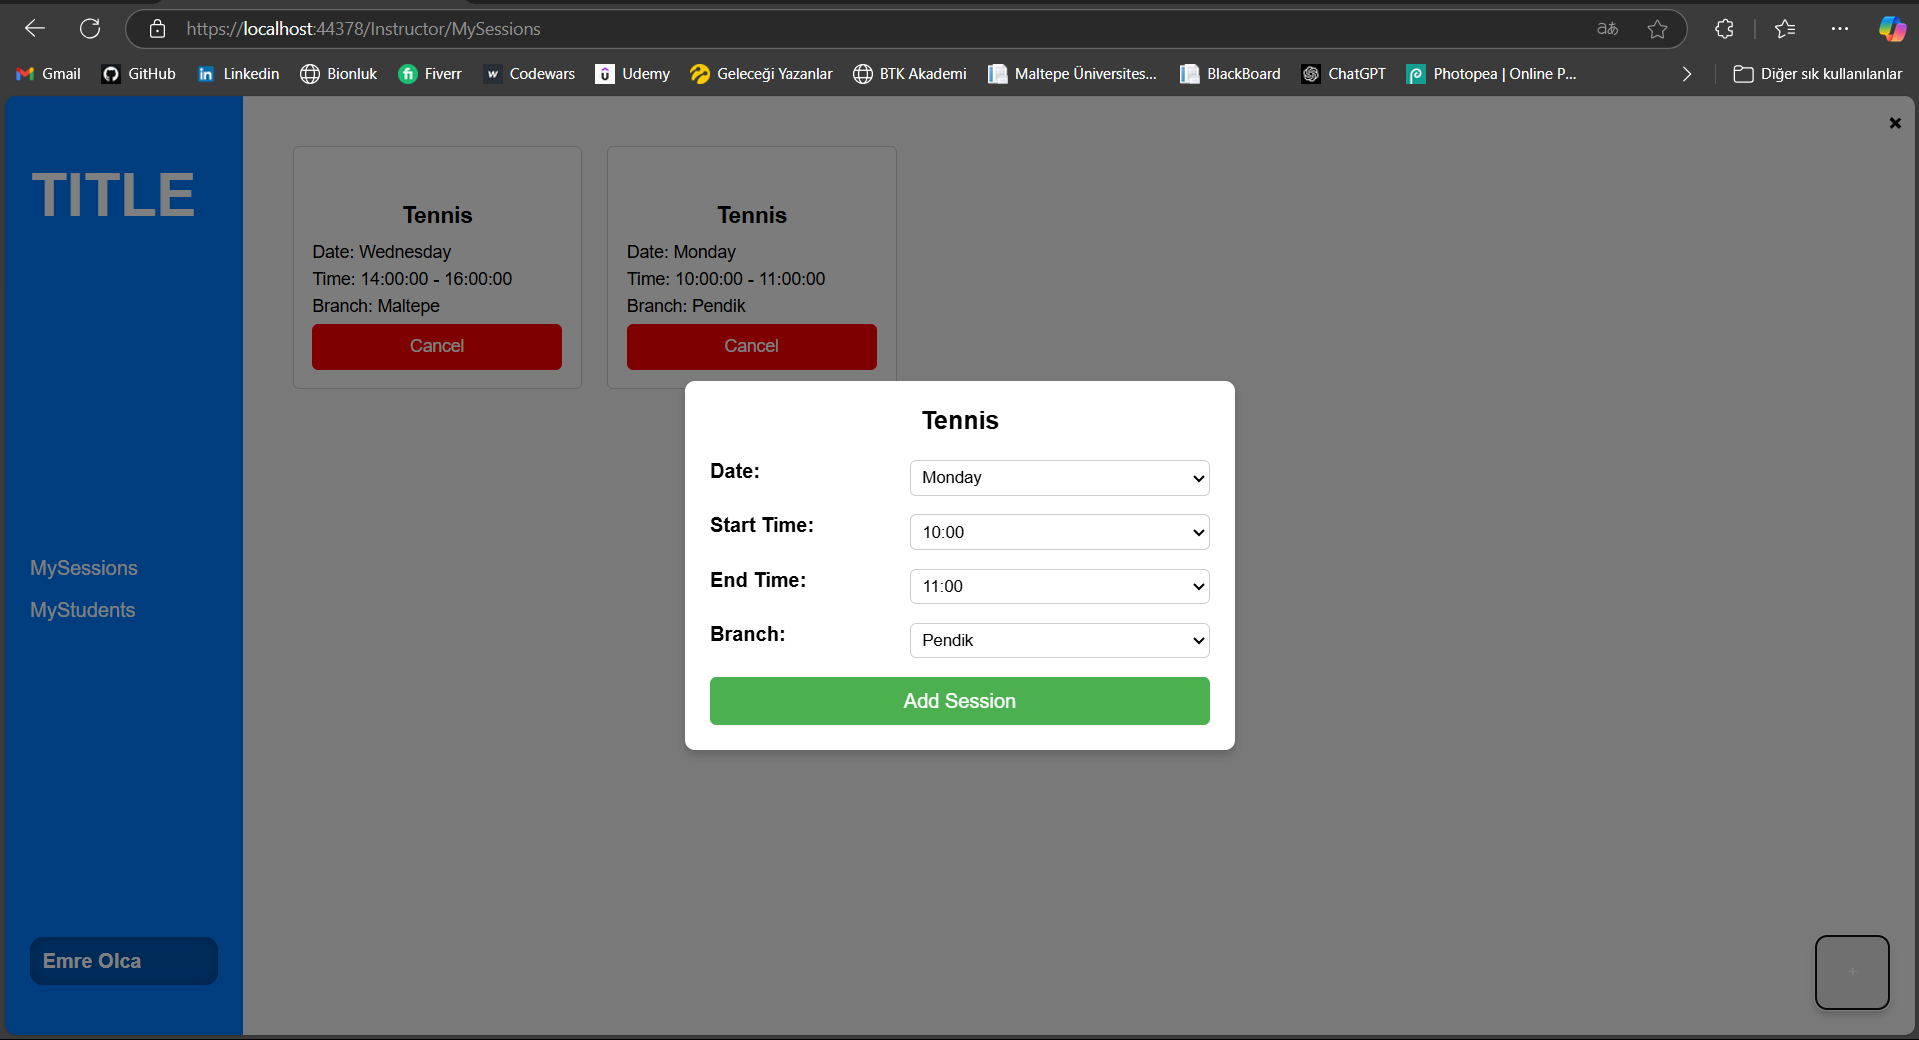 https://localhost:44378/Instructor/MySessions
Gmail GitHub Linkedin Bionluk Fiverr Codewars Udemy Geleceği Yazanlar BTK Akademi Maltepe Üniversites... BlackBoard ChatGPT Photopea | Online P... Diğer sık kullanılanlar
TITLE
MySessions
MyStudents
Emre Olca
Tennis
Date: Wednesday
Time: 14:00:00 - 16:00:00
Branch: Maltepe
Cancel
Tennis
Date: Monday
Time: 10:00:00 - 11:00:00
Branch: Pendik
Cancel
Tennis
Date: Monday
Start Time: 10:00
End Time: 11:00
Branch: Pendik
Add Session
+